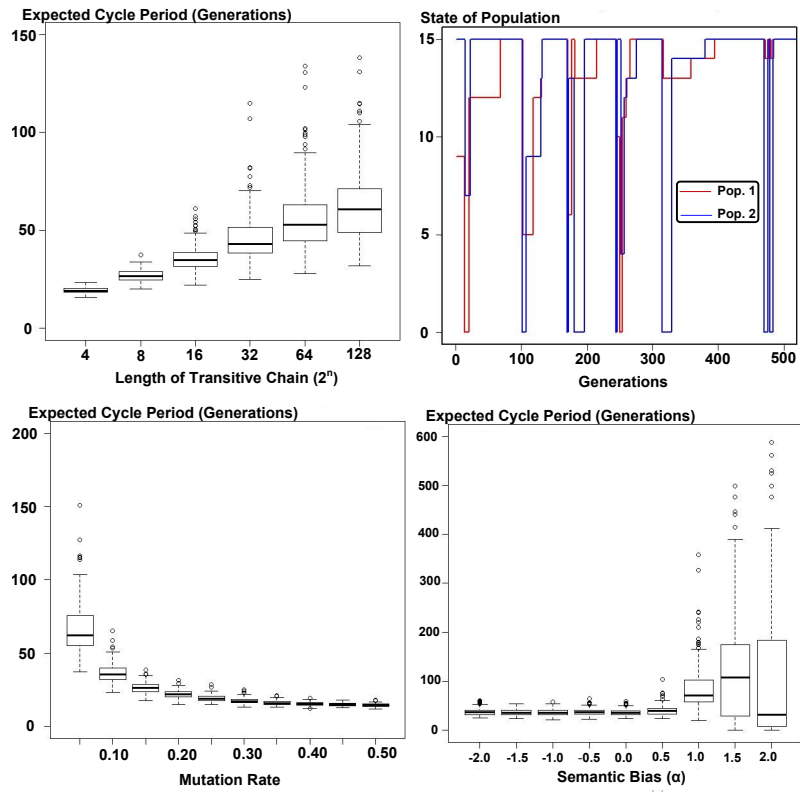 Expected Cycle Period (Generations)
150
100
50
0
4 8 16 32 64 128
Length of Transitive Chain (2ⁿ)
State of Population
15
10
5
0
Pop. 1
Pop. 2
0 100 200 300 400 500
Generations
Expected Cycle Period (Generations)
200
150
100
50
0
0.10 0.20 0.30 0.40 0.50
Mutation Rate
Expected Cycle Period (Generations)
600
500
400
300
200
100
0
-2.0 -1.5 -1.0 -0.5 0.0 0.5 1.0 1.5 2.0
Semantic Bias (α)